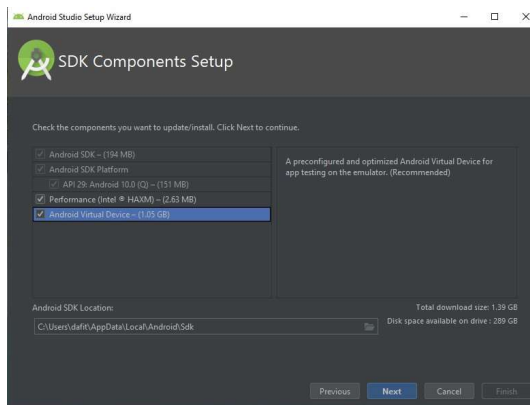 Android Studio Setup Wizard
SDK Components Setup
Check the components you want to update/install. Click Next to continue.
Android SDK – (194 MB)
Android SDK Platform
API 29: Android 10.0 (Q) – (151 MB)
Performance (Intel ® HAXM) – (2.63 MB)
Android Virtual Device – (1.05 GB)
A preconfigured and optimized Android Virtual Device for
app testing on the emulator. (Recommended)
Android SDK Location:
C:\Users\dafit\AppData\Local\Android\Sdk
Total download size: 1.39 GB
Disk space available on drive : 289 GB
Previous
Next
Cancel
Finish